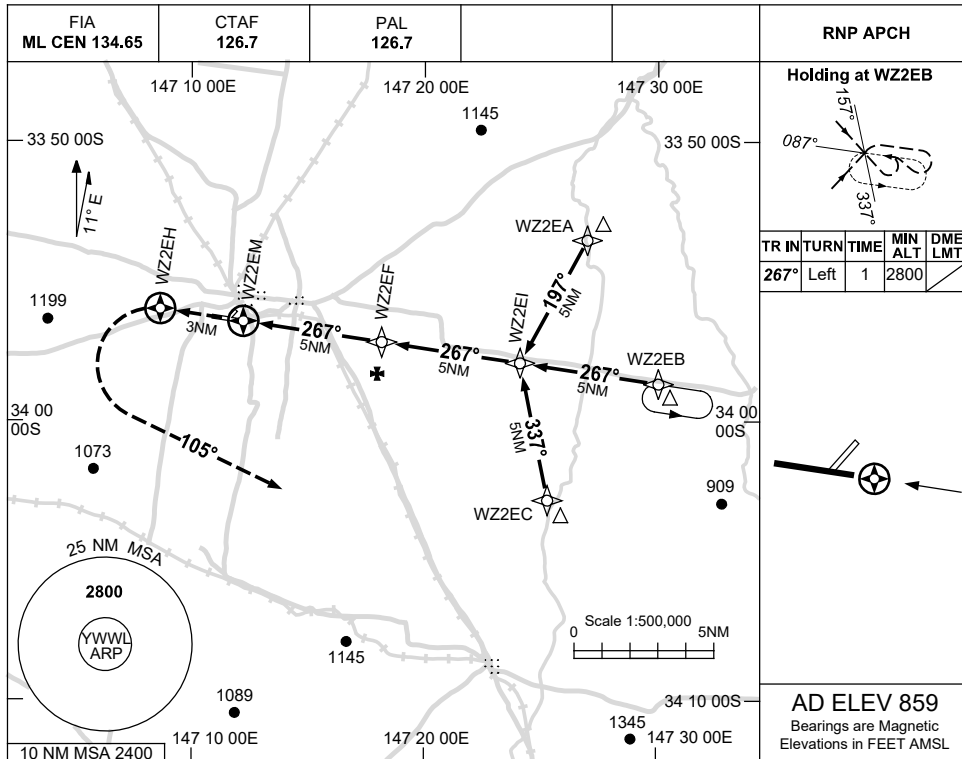 FIA
ML CEN 134.65
CTAF
126.7
PAL
126.7
RNP APCH
147 10 00E
147 20 00E
147 30 00E
33 50 00S
33 50 00S
11° E
1145
WZ2EA
WZ2EH
WZ2EM
WZ2EF
WZ2EI
WZ2EB
WZ2EC
1199
3NM
267°
5NM
267°
5NM
267°
5NM
197°
5NM
337°
5NM
34 00
00S
34 00
00S
105°
1073
909
25 NM MSA
2800
YWWL
ARP
1145
1089
1345
Scale 1:500,000
0
5NM
34 10 00S
147 10 00E
147 20 00E
147 30 00E
10 NM MSA 2400
Holding at WZ2EB
157°
087°
337°
TR IN TURN TIME MIN ALT DME LMT
267° Left 1 2800
AD ELEV 859
Bearings are Magnetic
Elevations in FEET AMSL